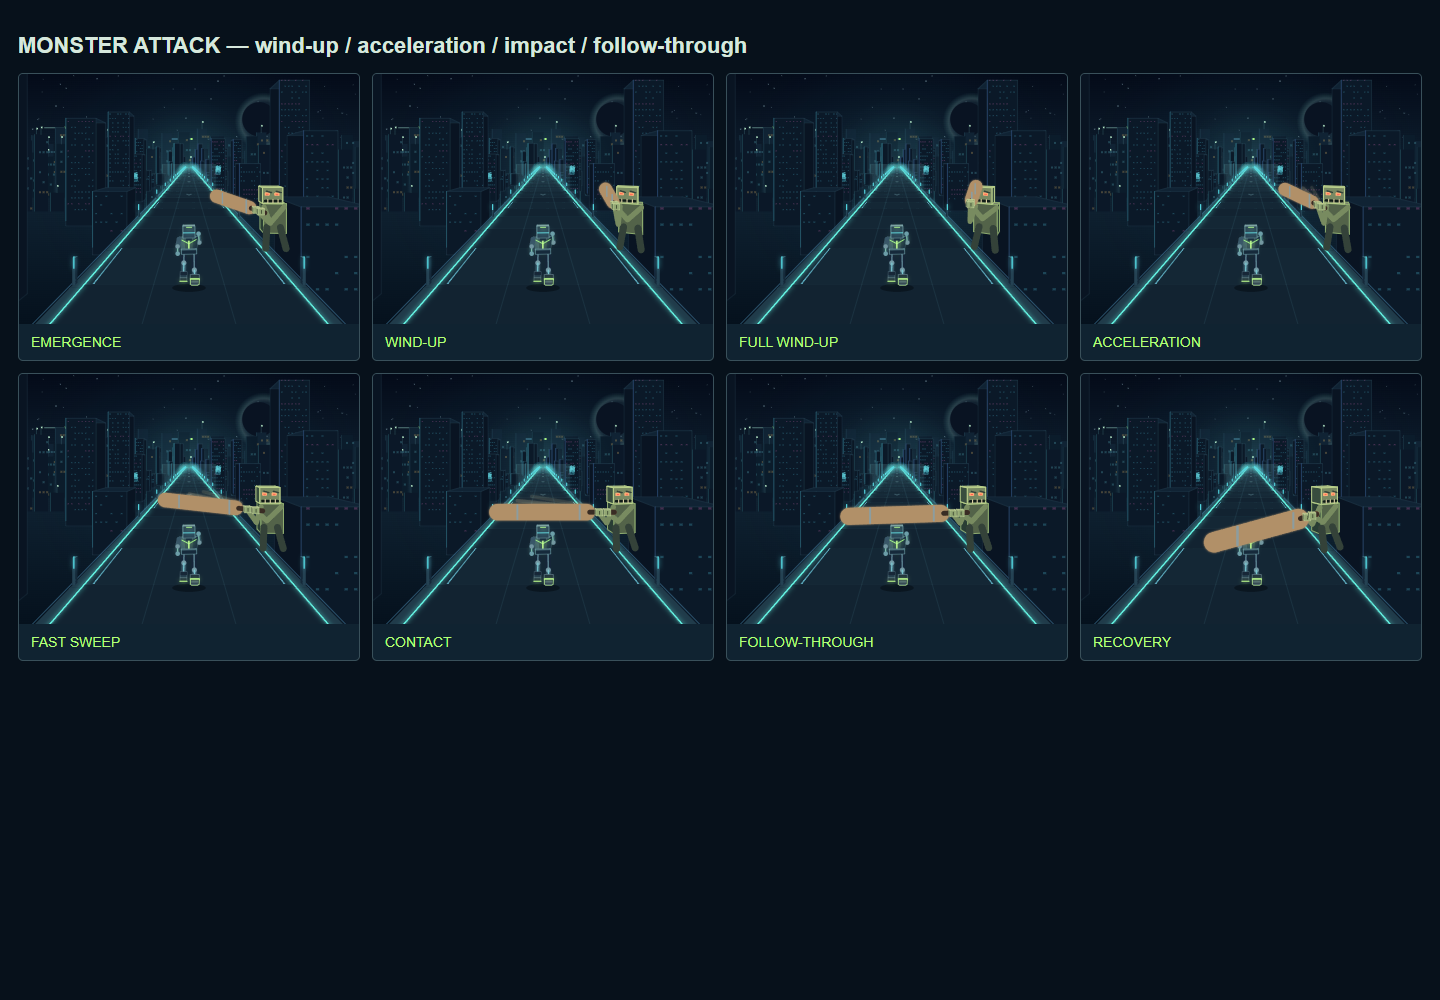 MONSTER ATTACK — wind-up / acceleration / impact / follow-through
EMERGENCE
WIND-UP
FULL WIND-UP
ACCELERATION
FAST SWEEP
CONTACT
FOLLOW-THROUGH
RECOVERY